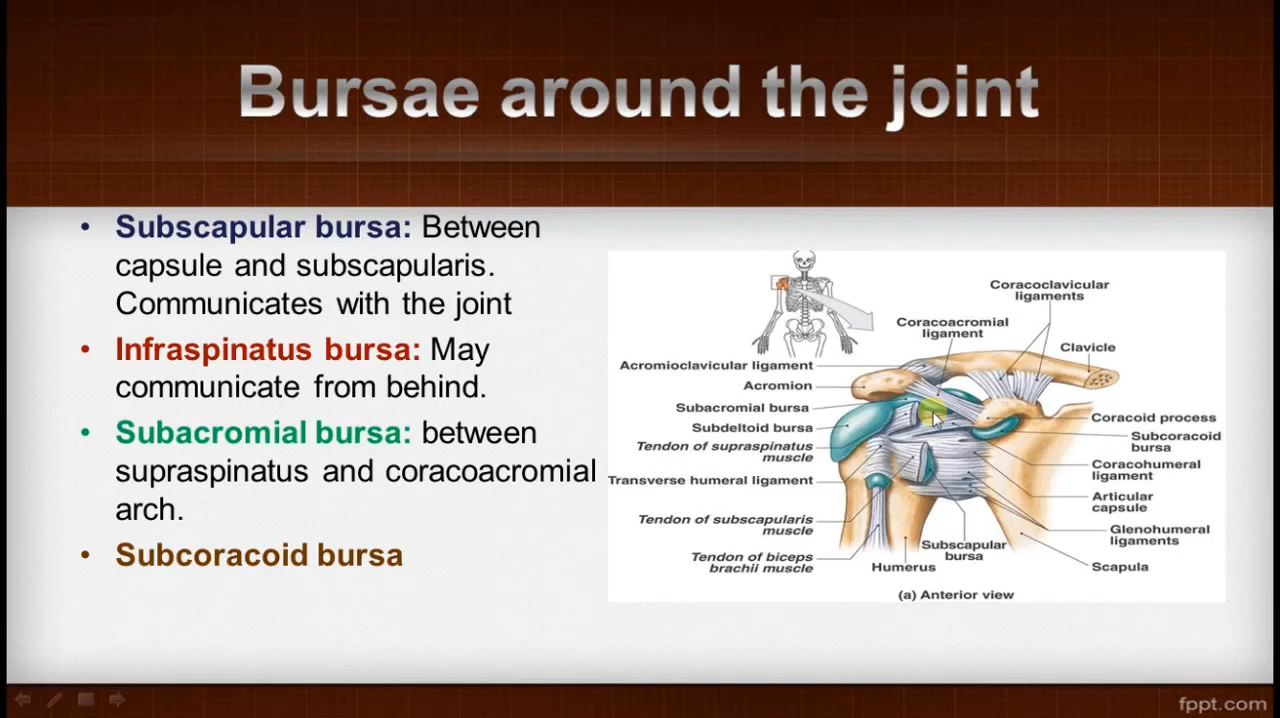 Bursae around the joint
• Subscapular bursa: Between
capsule and subscapularis.
Communicates with the joint
• Infraspinatus bursa: May
communicate from behind.
• Subacromial bursa: between
supraspinatus and coracoacromial
arch.
• Subcoracoid bursa
Coracoclavicular
ligaments
Coracoacromial
ligament
Clavicle
Acromioclavicular ligament
Acromion
Subacromial bursa
Subdeltoid bursa
Tendon of supraspinatus
muscle
Transverse humeral ligament
Tendon of subscapularis
muscle
Tendon of biceps
brachii muscle
Humerus
Subscapular
bursa
Coracoid process
Subcoracoid
bursa
Coracohumeral
ligament
Articular
capsule
Glenohumeral
ligaments
Scapula
(a) Anterior view
fppt.com